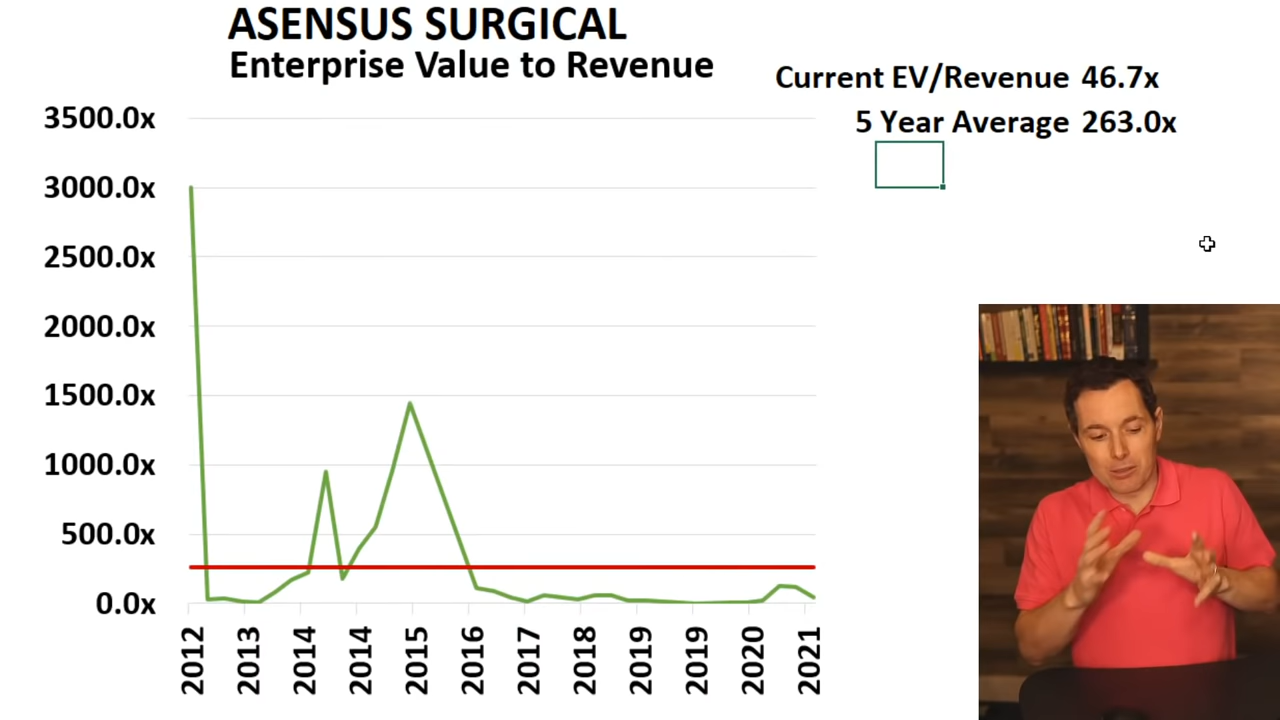 ASENSUS SURGICAL
Enterprise Value to Revenue
Current EV/Revenue 46.7x
5 Year Average 263.0x
3500.0x
3000.0x
2500.0x
2000.0x
1500.0x
1000.0x
500.0x
0.0x
2012
2013
2014
2014
2015
2016
2017
2018
2019
2019
2020
2021